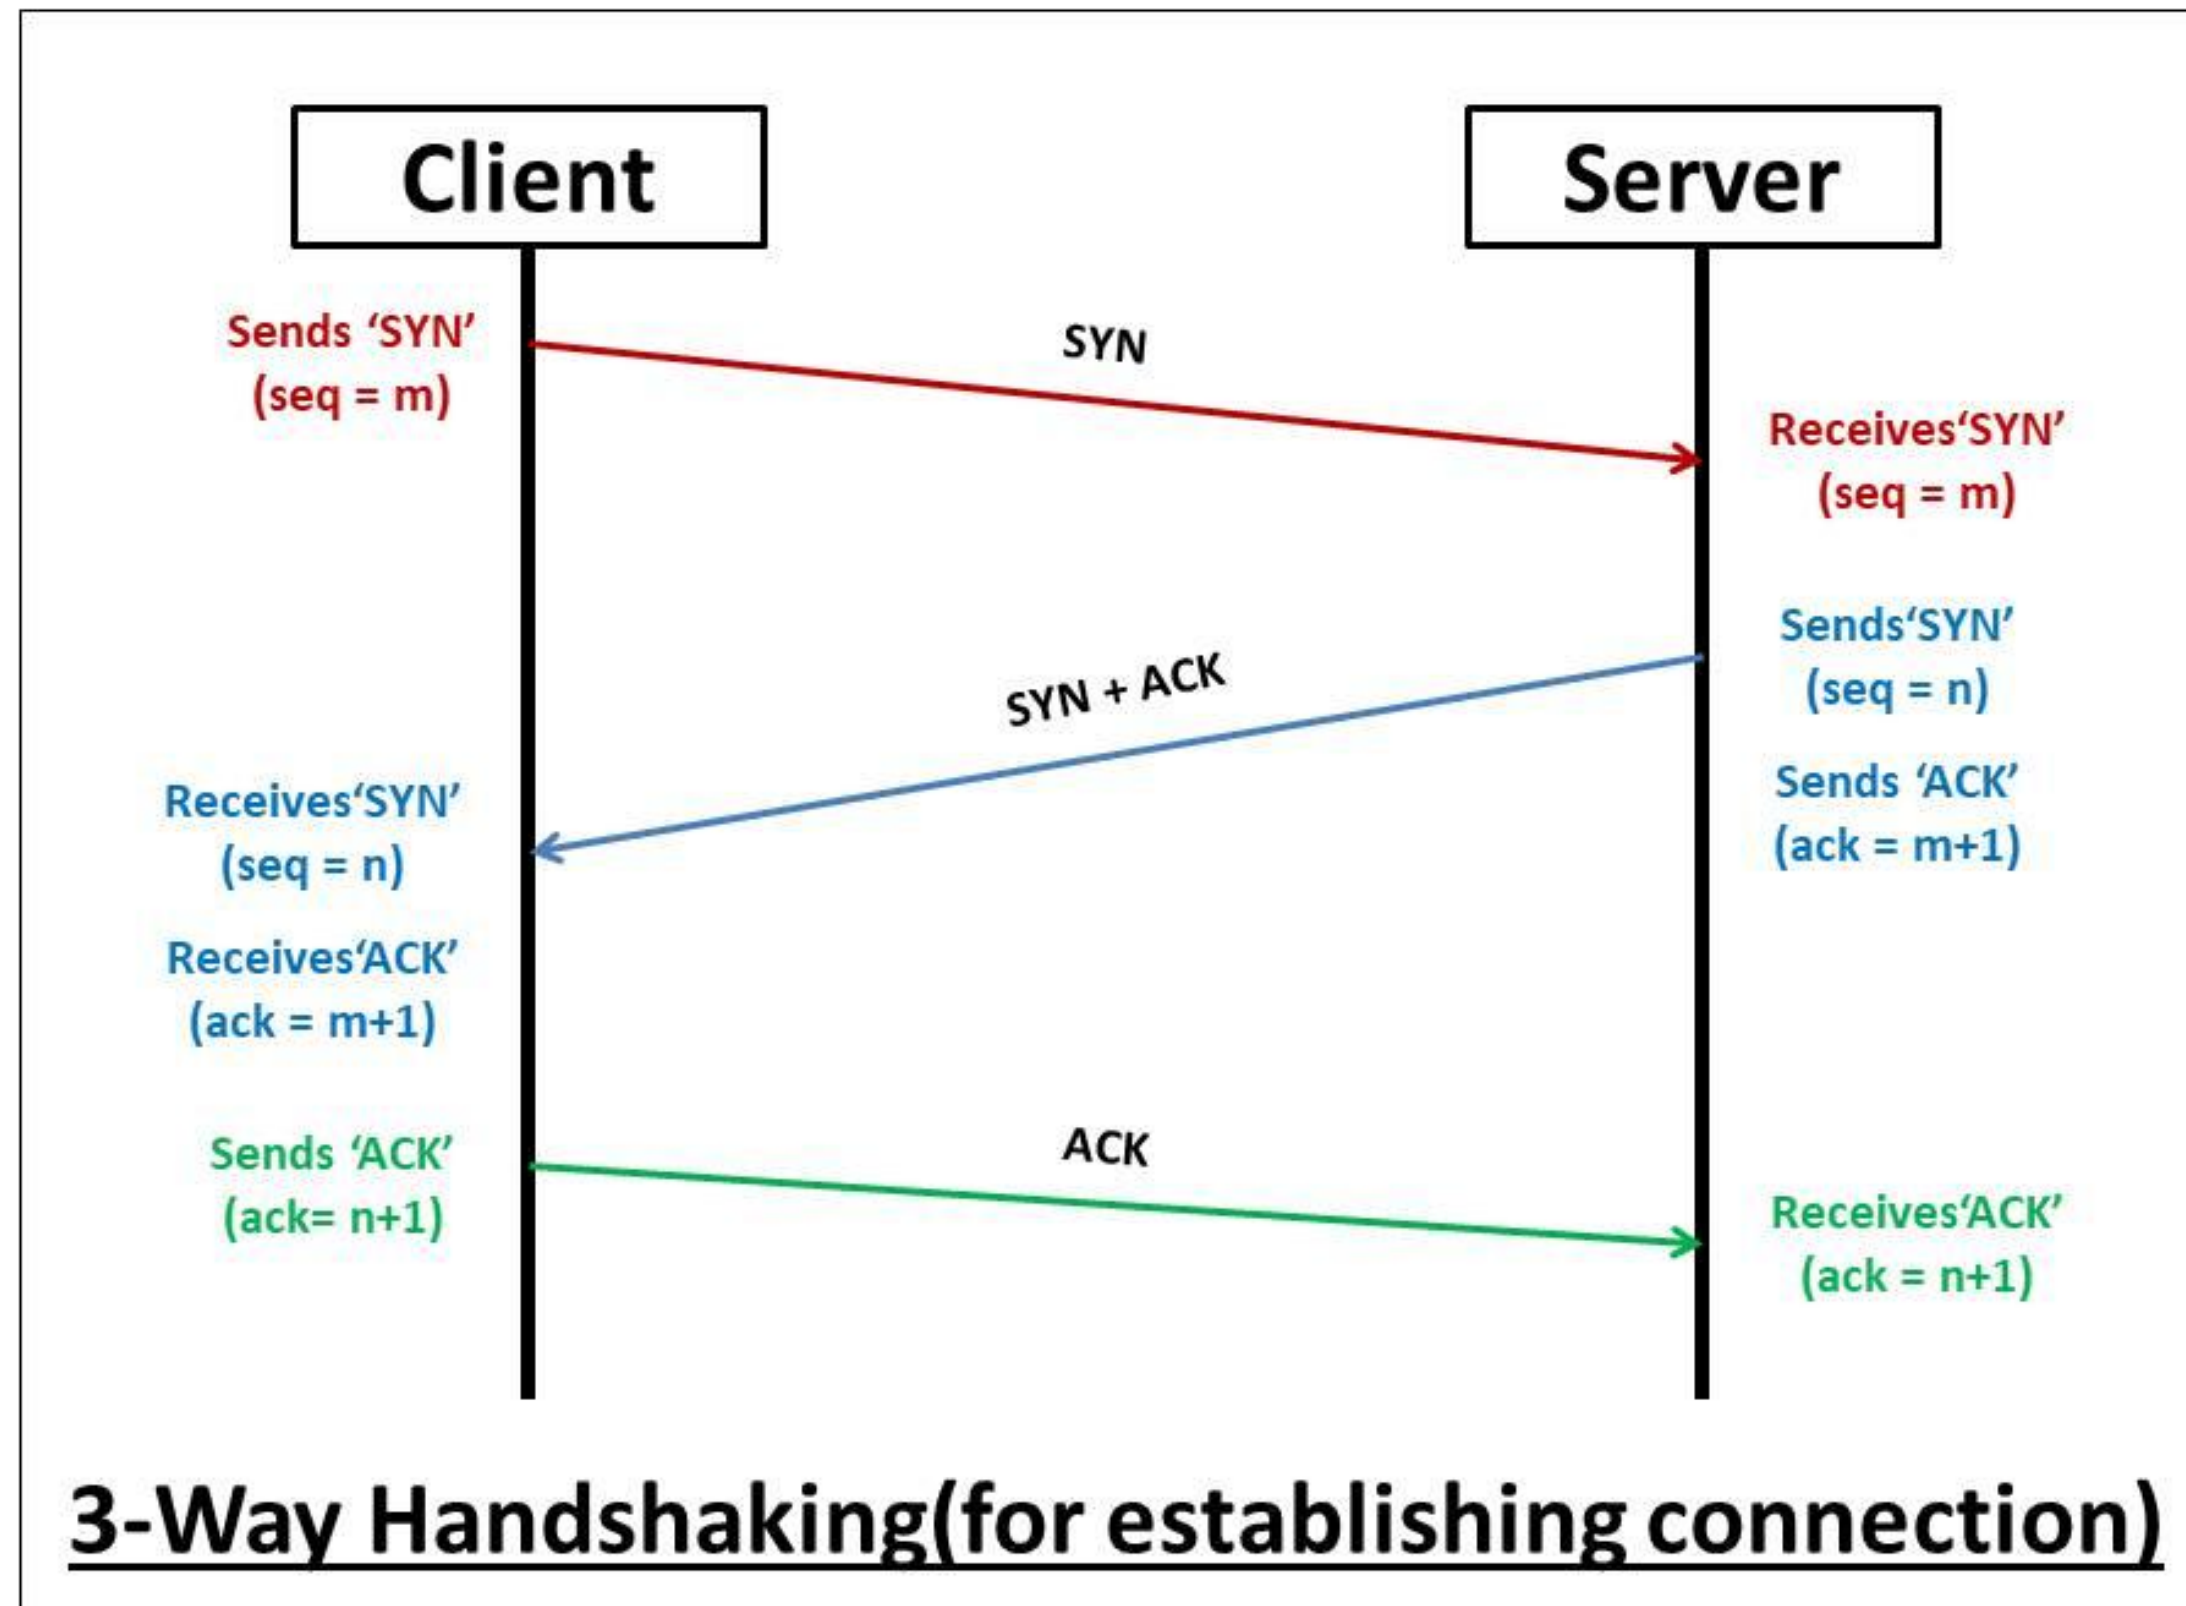 Client
Server
Sends ‘SYN’
(seq = m)
SYN
Receives‘SYN’
(seq = m)
Sends‘SYN’
(seq = n)
SYN + ACK
Sends ‘ACK’
(ack = m+1)
Receives‘SYN’
(seq = n)
Receives‘ACK’
(ack = m+1)
Sends ‘ACK’
(ack= n+1)
ACK
Receives‘ACK’
(ack = n+1)
3-Way Handshaking(for establishing connection)